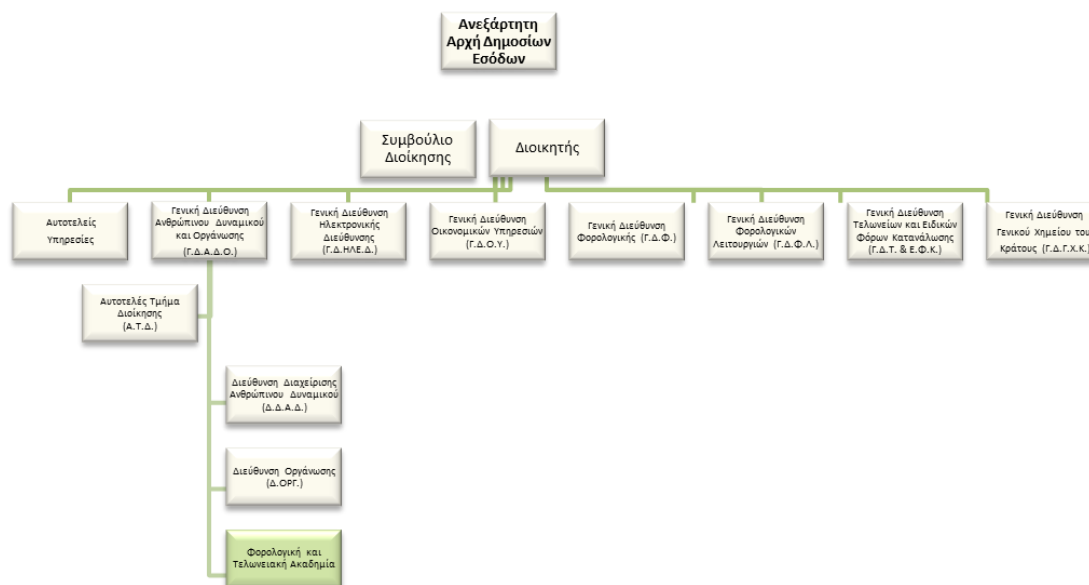 Ανεξάρτητη
Αρχή Δημοσίων
Εσόδων
Συμβούλιο
Διοίκησης
Διοικητής
Αυτοτελείς
Υπηρεσίες
Γενική Διεύθυνση
Ανθρώπινου Δυναμικού
και Οργάνωσης
(Γ.Δ.Α.Δ.Ο.)
Γενική Διεύθυνση
Ηλεκτρονικής
Διεύθυνσης
(Γ.Δ.ΗΛΕ.Δ.)
Γενική Διεύθυνση
Οικονομικών Υπηρεσιών
(Γ.Δ.Ο.Υ.)
Γενική Διεύθυνση
Φορολογικής (Γ.Δ.Φ.)
Γενική Διεύθυνση
Φορολογικών
Λειτουργιών (Γ.Δ.Φ.Λ.)
Γενική Διεύθυνση
Τελωνείων και Ειδικών
Φόρων Κατανάλωσης
(Γ.Δ.Τ. & Ε.Φ.Κ.)
Γενική Διεύθυνση
Γενικού Χημείου του
Κράτους (Γ.Δ.Γ.Χ.Κ.)
Αυτοτελές Τμήμα
Διοίκησης
(Α.Τ.Δ.)
Διεύθυνση Διαχείρισης
Ανθρώπινου Δυναμικού
(Δ.Δ.Α.Δ.)
Διεύθυνση Οργάνωσης
(Δ.ΟΡΓ.)
Φορολογική και
Τελωνειακή Ακαδημία